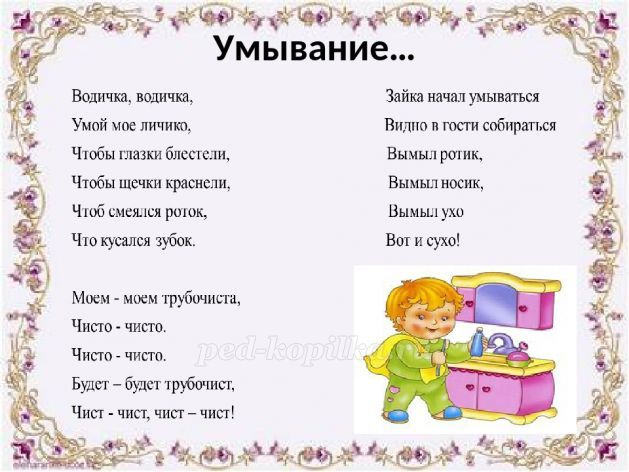 Умывание...
Водичка, водичка,
Умой мое личико,
Чтобы глазки блестели,
Чтобы щечки краснели,
Чтоб смеялся роток,
Что кусался зубок.
Моем - моем трубочиста,
Чисто - чисто.
Чисто - чисто.
Будет – будет трубочист,
Чист - чист, чист – чист!
Зайка начал умываться
Видно в гости собираться
Вымыл ротик,
Вымыл носик,
Вымыл ухо
Вот и сухо!